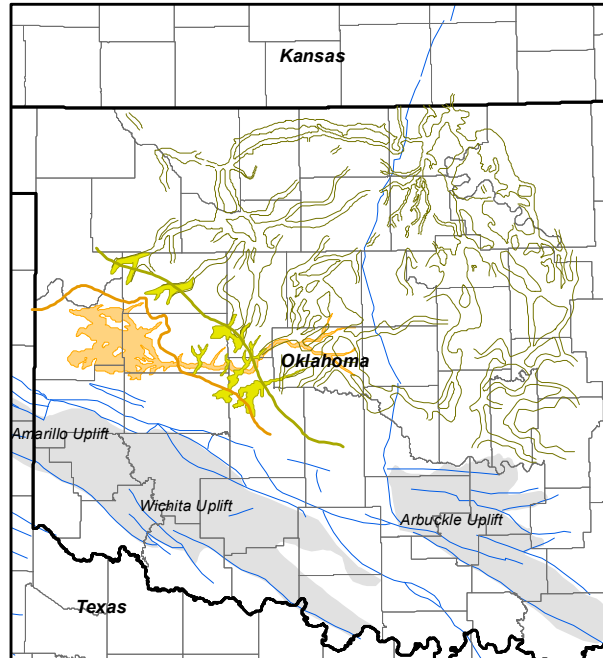 Kansas
Oklahoma
Amarillo Uplift
Wichita Uplift
Arbuckle Uplift
Texas